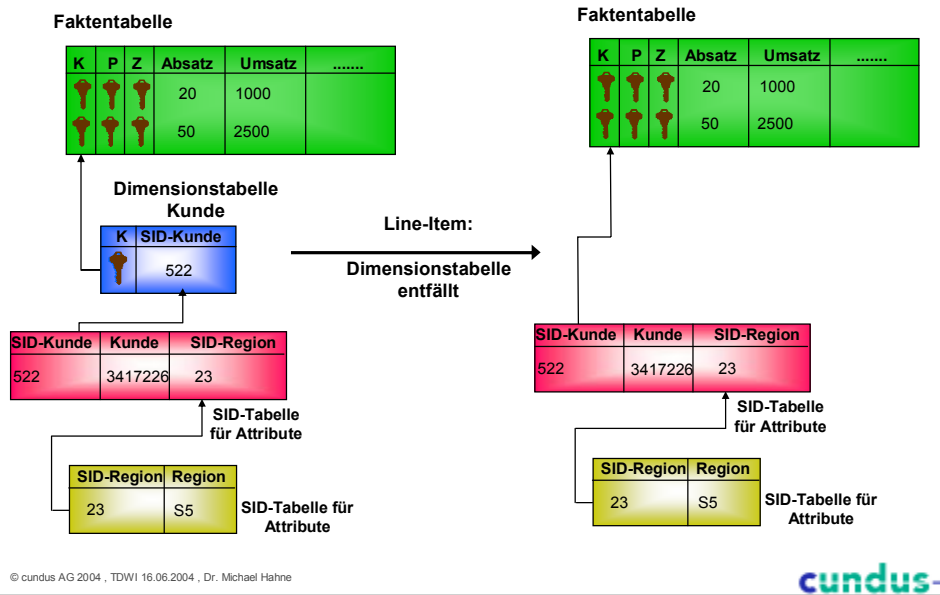 Faktentabelle
K P Z Absatz Umsatz .......
20 1000
50 2500
Dimensionstabelle
Kunde
K SID-Kunde
522
SID-Kunde Kunde SID-Region
522 3417226 23
SID-Tabelle
für Attribute
SID-Region Region
23 S5
SID-Tabelle für
Attribute
Line-Item:
Dimensionstabelle
entfällt
Faktentabelle
K P Z Absatz Umsatz .......
20 1000
50 2500
SID-Kunde Kunde SID-Region
522 3417226 23
SID-Tabelle
für Attribute
SID-Region Region
23 S5
SID-Tabelle für
Attribute
© cundus AG 2004 , TDWI 16.06.2004 , Dr. Michael Hahne
cundus-